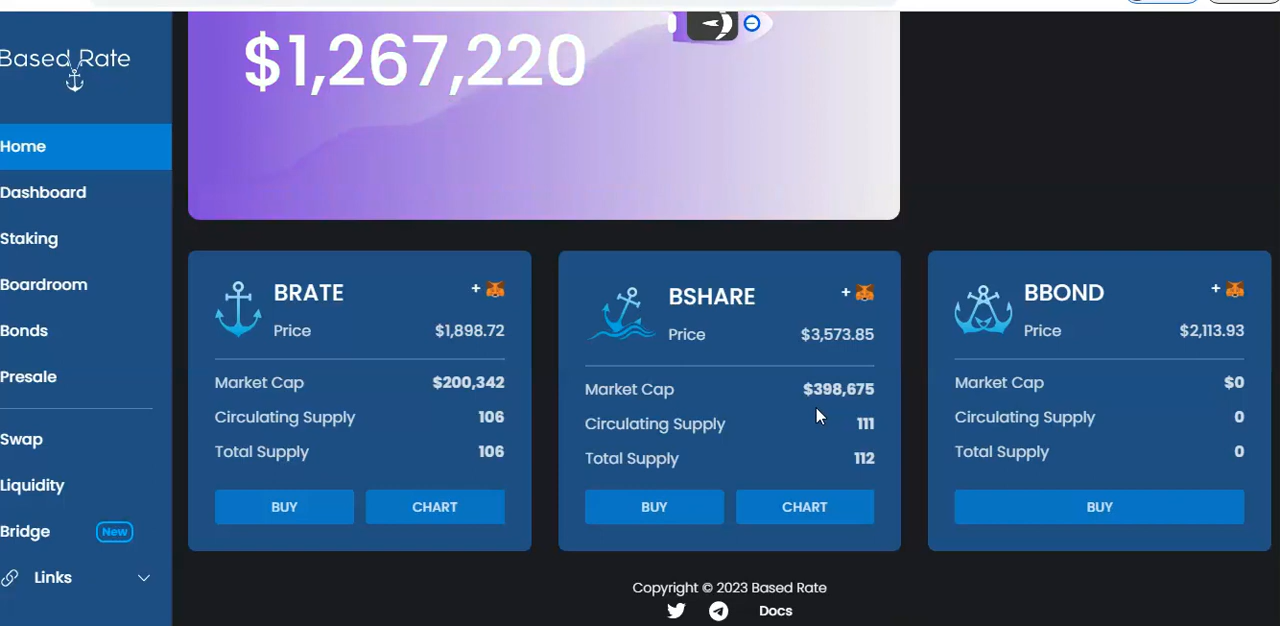 Based Rate
Home
Dashboard
Staking
Boardroom
Bonds
Presale
Swap
Liquidity
Bridge New
Links
$1,267,220
BRATE
+
Price $1,898.72
Market Cap $200,342
Circulating Supply 106
Total Supply 106
BUY CHART
BSHARE
+
Price $3,573.85
Market Cap $398,675
Circulating Supply 111
Total Supply 112
BUY CHART
BBOND
+
Price $2,113.93
Market Cap $0
Circulating Supply 0
Total Supply 0
BUY
Copyright © 2023 Based Rate
Docs